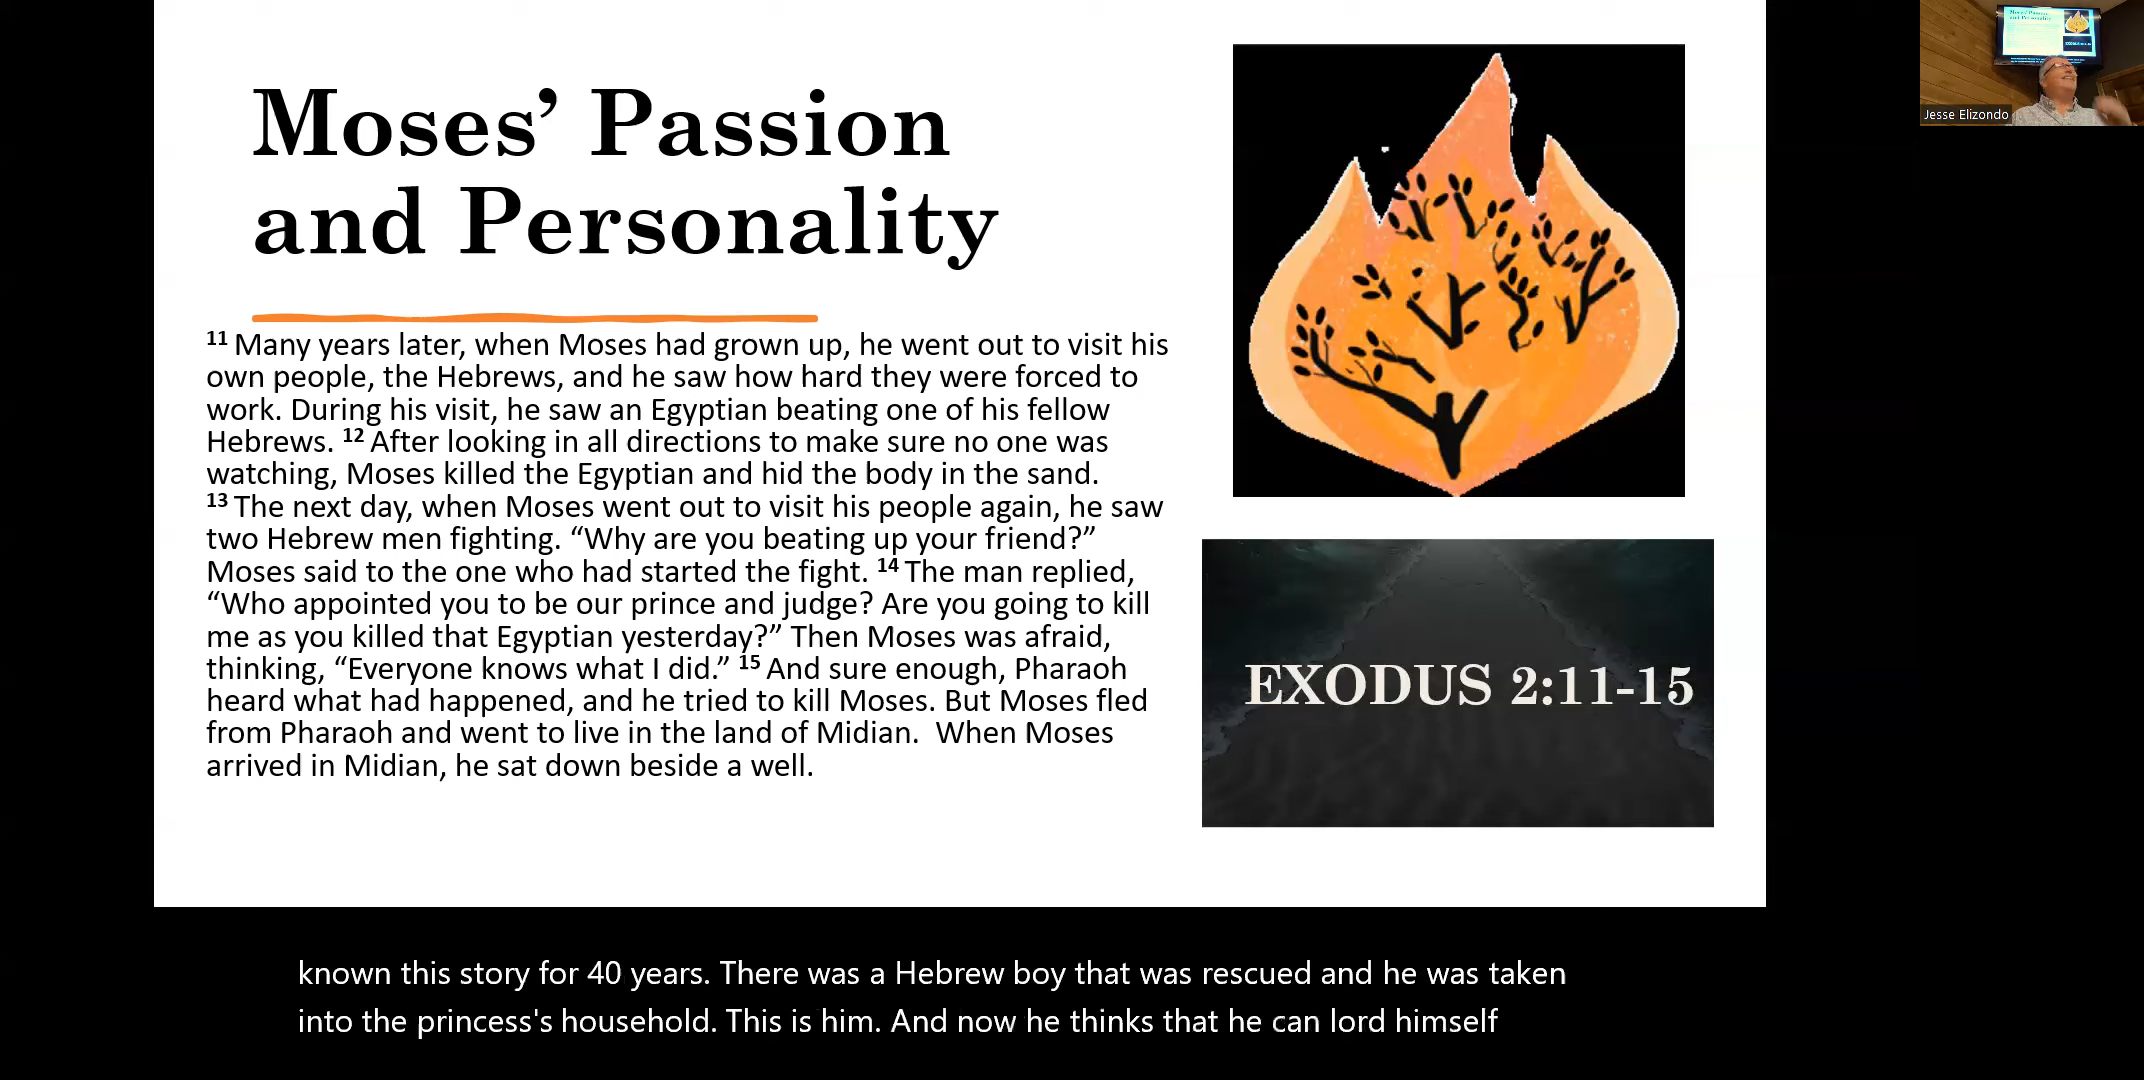 Moses’ Passion
and Personality
11 Many years later, when Moses had grown up, he went out to visit his
own people, the Hebrews, and he saw how hard they were forced to
work. During his visit, he saw an Egyptian beating one of his fellow
Hebrews. 12 After looking in all directions to make sure no one was
watching, Moses killed the Egyptian and hid the body in the sand.
13 The next day, when Moses went out to visit his people again, he saw
two Hebrew men fighting. “Why are you beating up your friend?”
Moses said to the one who had started the fight. 14 The man replied,
“Who appointed you to be our prince and judge? Are you going to kill
me as you killed that Egyptian yesterday?” Then Moses was afraid,
thinking, “Everyone knows what I did.” 15 And sure enough, Pharaoh
heard what had happened, and he tried to kill Moses. But Moses fled
from Pharaoh and went to live in the land of Midian.  When Moses
arrived in Midian, he sat down beside a well.
EXODUS 2:11-15
Moses' Passion
and Personality
Jesse Elizondo
known this story for 40 years. There was a Hebrew boy that was rescued and he was taken
into the princess's household. This is him. And now he thinks that he can lord himself